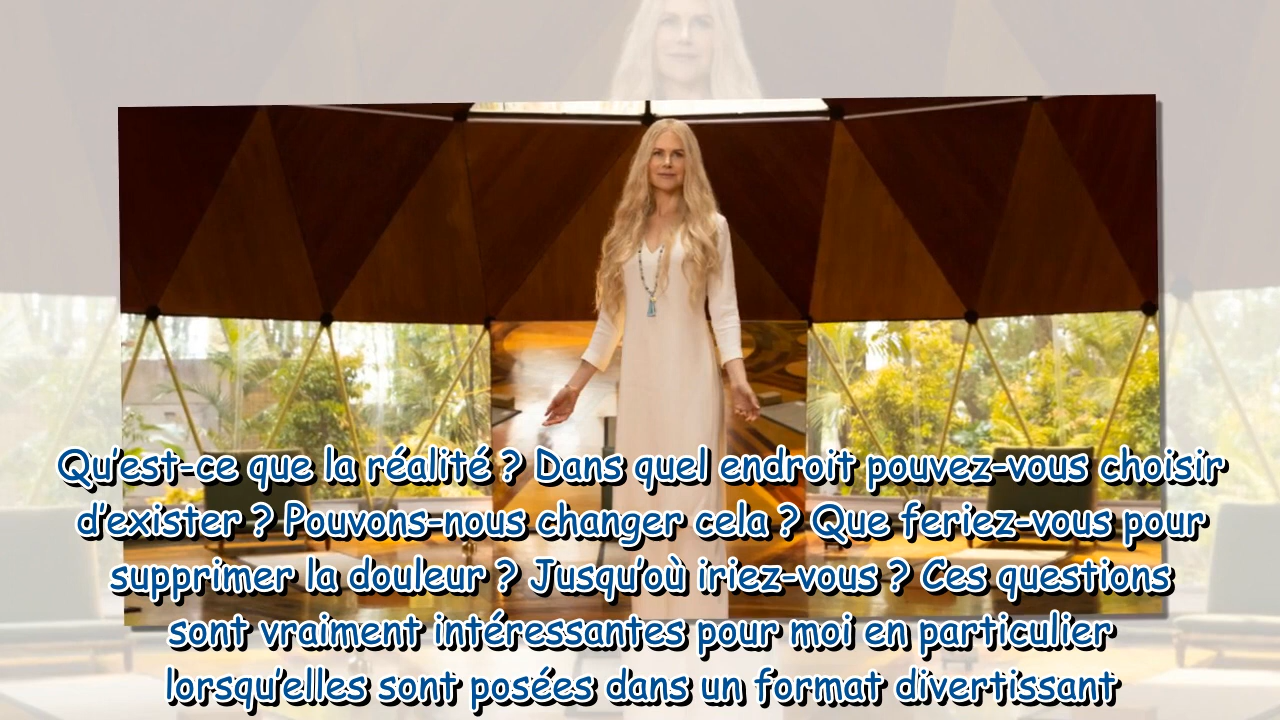 Qu'est-ce que la réalité ? Dans quel endroit pouvez-vous choisir
d'exister ? Pouvons-nous changer cela ? Que feriez-vous pour
supprimer la douleur ? Jusqu'où iriez-vous ? Ces questions
sont vraiment intéressantes pour moi en particulier
lorsqu'elles sont posées dans un format divertissant